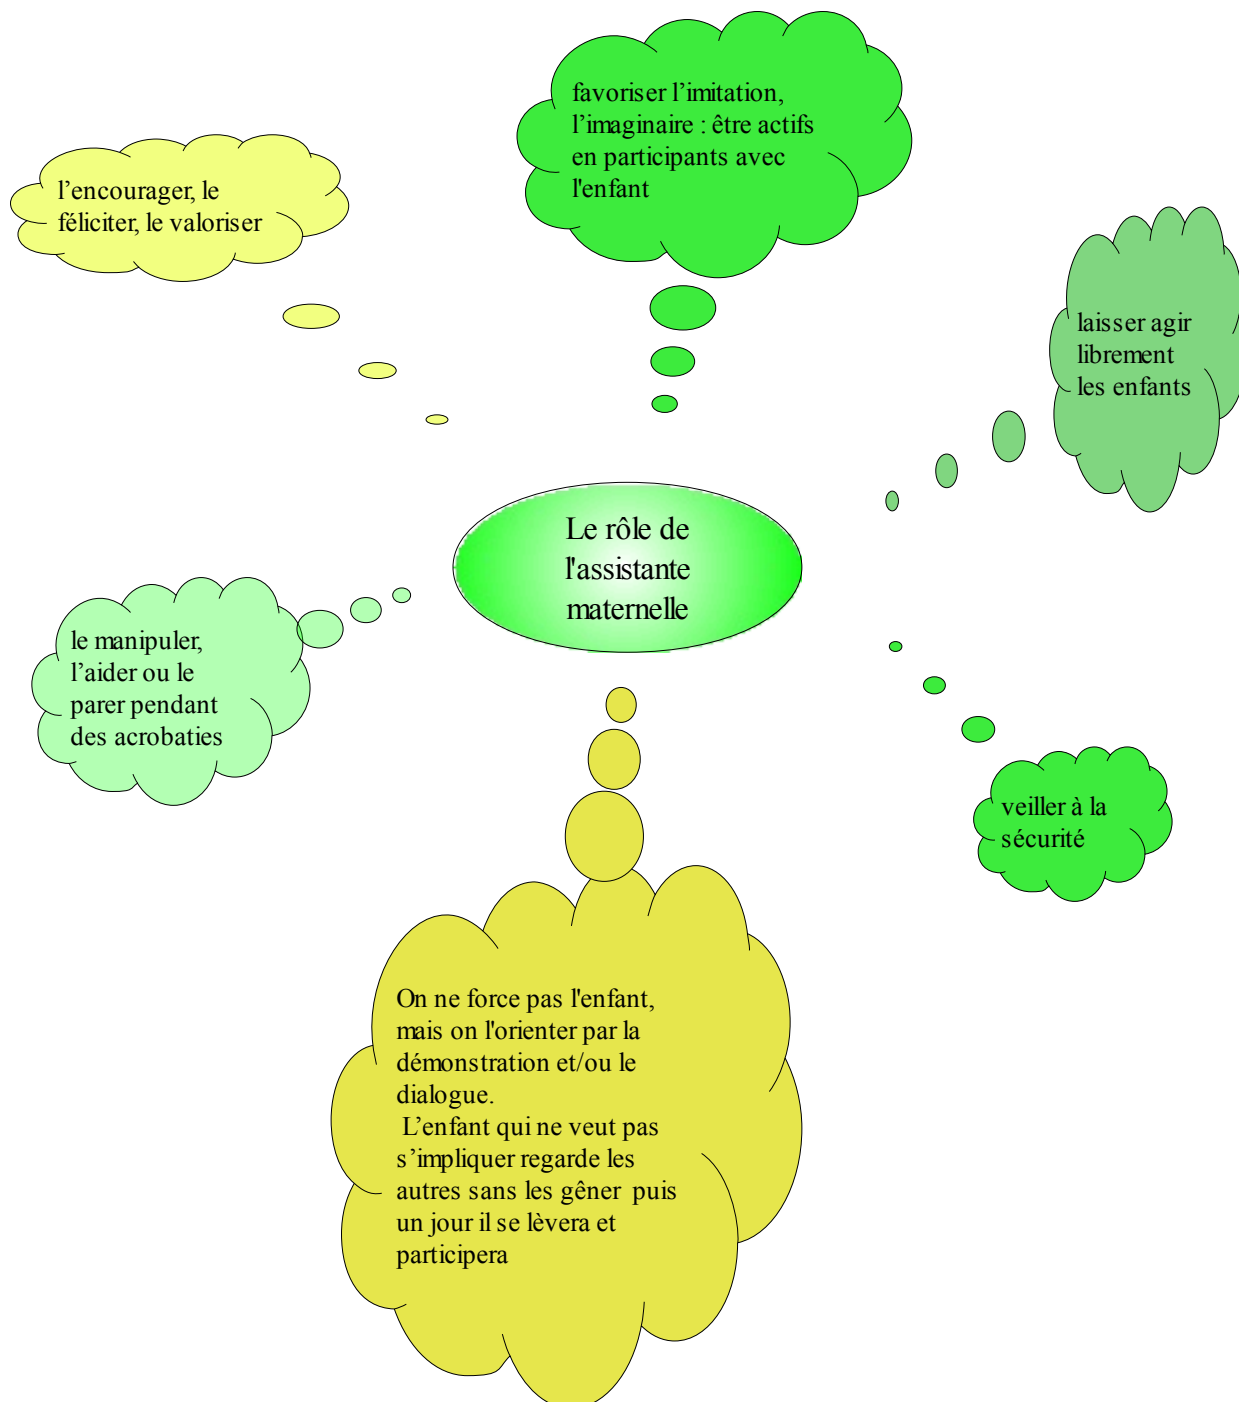 favoriser l’imitation,
l’imaginaire : être actifs
en participants avec
l'enfant
l’encourager, le
féliciter, le valoriser
laisser agir
librement
les enfants
Le rôle de
l'assistante
maternelle
le manipuler,
l’aider ou le
parer pendant
des acrobaties
veiller à la
sécurité
On ne force pas l'enfant,
mais on l'orienter par la
démonstration et/ou le
dialogue.
L’enfant qui ne veut pas
s’impliquer regarde les
autres sans les gêner puis
un jour il se lèvera et
participera